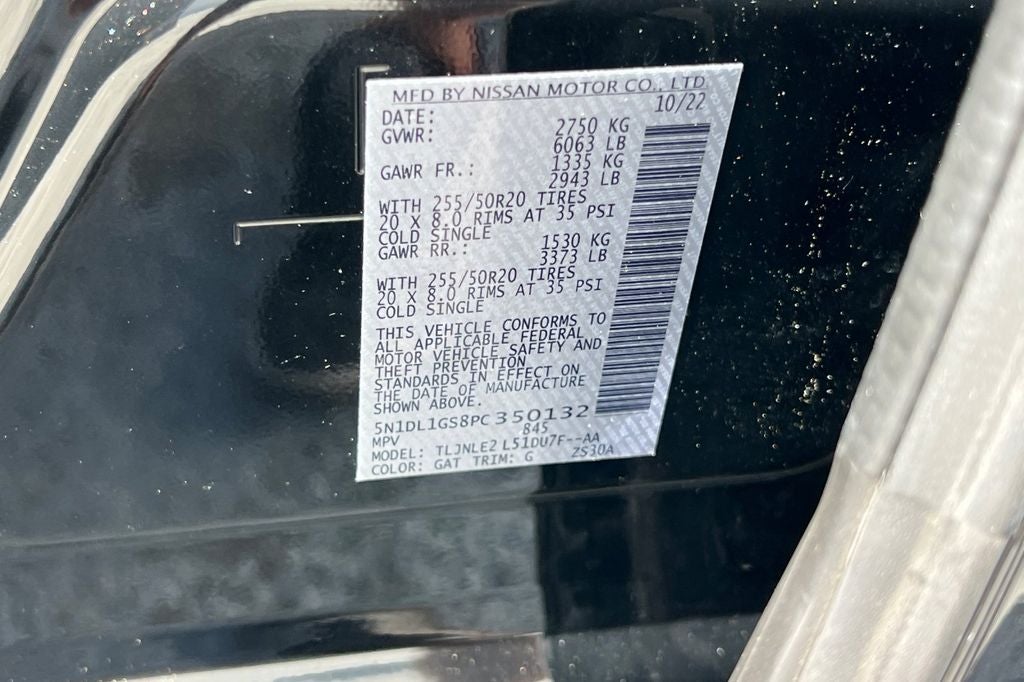 MFD BY NISSAN MOTOR CO., LTD
DATE: 10/22
GVWR: 2750 KG
6063 LB
GAWR FR.: 1335 KG
2943 LB
WITH 255/50R20 TIRES
20 X 8.0 RIMS AT 35 PSI
COLD SINGLE
GAWR RR.: 1530 KG
3373 LB
WITH 255/50R20 TIRES
20 X 8.0 RIMS AT 35 PSI
COLD SINGLE
THIS VEHICLE CONFORMS TO
ALL APPLICABLE FEDERAL
MOTOR VEHICLE SAFETY AND
THEFT PREVENTION
STANDARDS IN EFFECT ON
THE DATE OF MANUFACTURE
SHOWN ABOVE.
5N1DL1GS8PC350132
MPV 845
MODEL: TLJNLE2 L51DU7F--AA
COLOR: GAT TRIM: G ZS30A